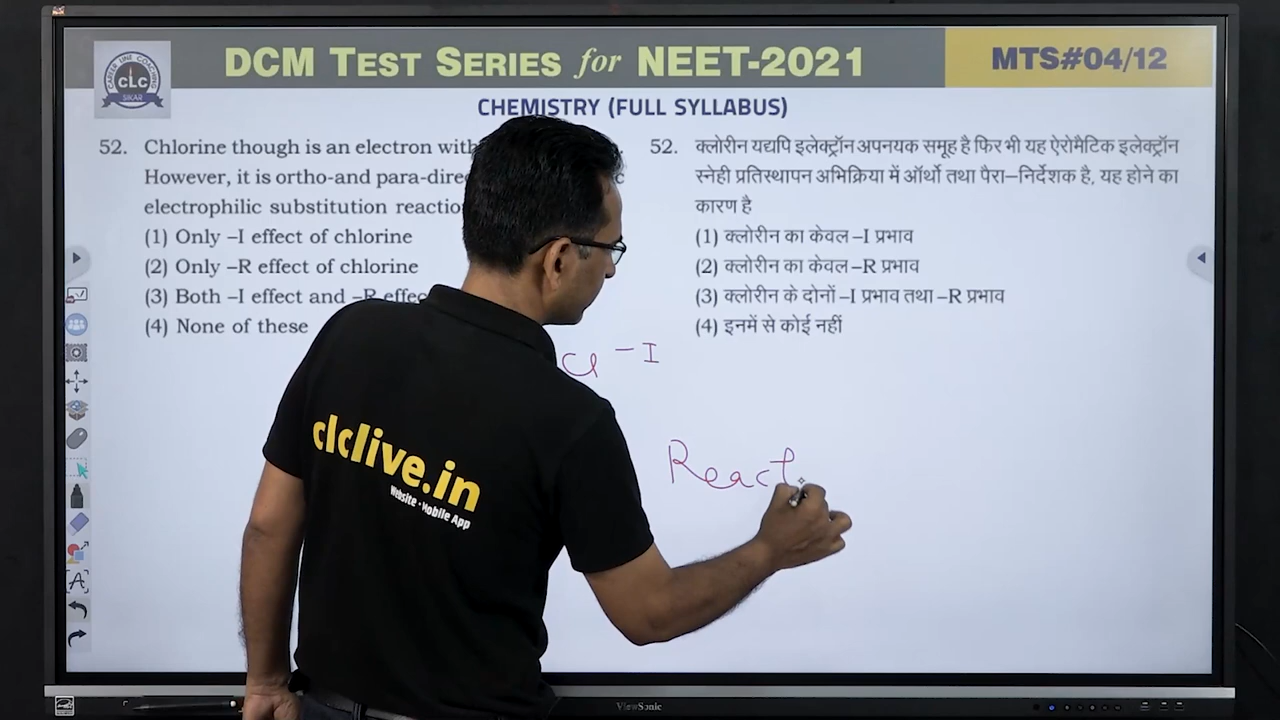 DCM TEST SERIES for NEET-2021
MTS#04/12
CLC
SIKAR
CHEMISTRY (FULL SYLLABUS)
52. Chlorine though is an electron with
However, it is ortho-and para-dire
electrophilic substitution reactio
(1) Only –I effect of chlorine
(2) Only –R effect of chlorine
(3) Both –I effect and –R effec
(4) None of these
52. क्लोरीन यद्यपि इलेक्ट्रॉन अपनयक समूह है फिर भी यह ऐरोमैटिक इलेक्ट्रॉन
स्नेही प्रतिस्थापन अभिक्रिया में ऑर्थो तथा पैरा–निर्देशक है, यह होने का
कारण है
(1) क्लोरीन का केवल –I प्रभाव
(2) क्लोरीन का केवल –R प्रभाव
(3) क्लोरीन के दोनों –I प्रभाव तथा –R प्रभाव
(4) इनमें से कोई नहीं
Cl –I
React
clclive.in
Website • Mobile App
ViewSonic